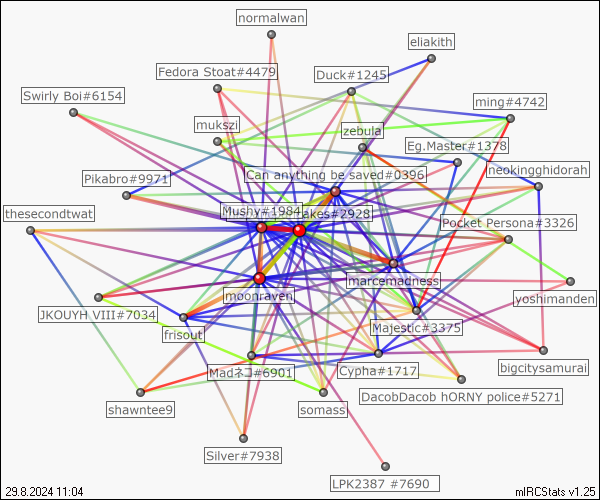 normalwan
eliakith
Fedora Stoat#4479
Duck#1245
Swirly Boi#6154
ming#4742
mukszi
zebula
Eg.Master#1378
Can anything be saved#0396
neokingghidorah
Pikabro#9971
thesecondtwat
Mushy#1984
akes#2928
Pocket Persona#3326
marcemadness
moonraven
yoshimanden
JKOUYH VIII#7034
Majestic#3375
frisout
bigcitysamurai
Madネコ#6901
Cypha#1717
DacobDacob hORNY police#5271
shawntee9
somass
Silver#7938
LPK2387 #7690
29.8.2024 11:04
mIRCStats v1.25